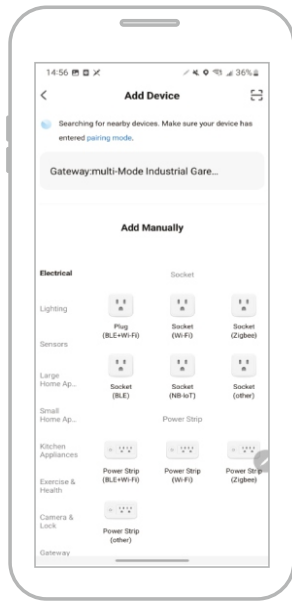 14:56 36%
Add Device
Searching for nearby devices. Make sure your device has
entered pairing mode.
Gateway:multi-Mode Industrial Gare...
Add Manually
Electrical
Lighting
Sensors
Large
Home Ap...
Small
Home Ap...
Kitchen
Appliances
Exercise &
Health
Camera &
Lock
Gateway
Socket
Plug
(BLE+Wi-Fi)
Socket
(Wi-Fi)
Socket
(Zigbee)
Socket
(BLE)
Socket
(NB-IoT)
Socket
(other)
Power Strip
Power Strip
(BLE+Wi-Fi)
Power Strip
(Wi-Fi)
Power Strip
(Zigbee)
Power Strip
(other)